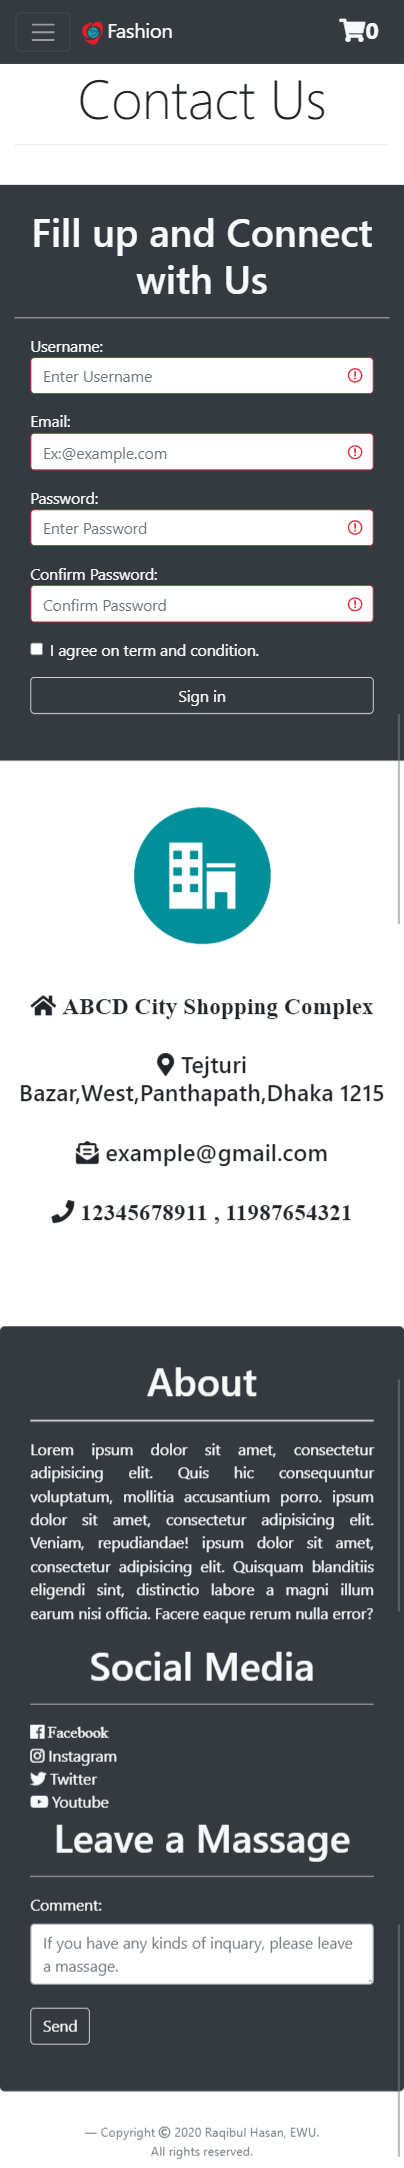 Fashion
0
Contact Us
Fill up and Connect
with Us
Username:
Enter Username
Email:
Ex:@example.com
Password:
Enter Password
Confirm Password:
Confirm Password
I agree on term and condition.
Sign in
ABCD City Shopping Complex
Tejturi
Bazar,West,Panthapath,Dhaka 1215
example@gmail.com
12345678911 , 11987654321
About
Lorem ipsum dolor sit amet, consectetur
adipisicing elit. Quis hic consequuntur
voluptatum, mollitia accusantium porro. ipsum
dolor sit amet, consectetur adipisicing elit.
Veniam, repudiandae! ipsum dolor sit amet,
consectetur adipisicing elit. Quisquam blanditiis
eligendi sint, distinctio labore a magni illum
earum nisi officia. Facere eaque rerum nulla error?
Social Media
Facebook
Instagram
Twitter
Youtube
Leave a Massage
Comment:
If you have any kinds of inquary, please leave
a massage.
Send
— Copyright © 2020 Raqibul Hasan, EWU.
All rights reserved.